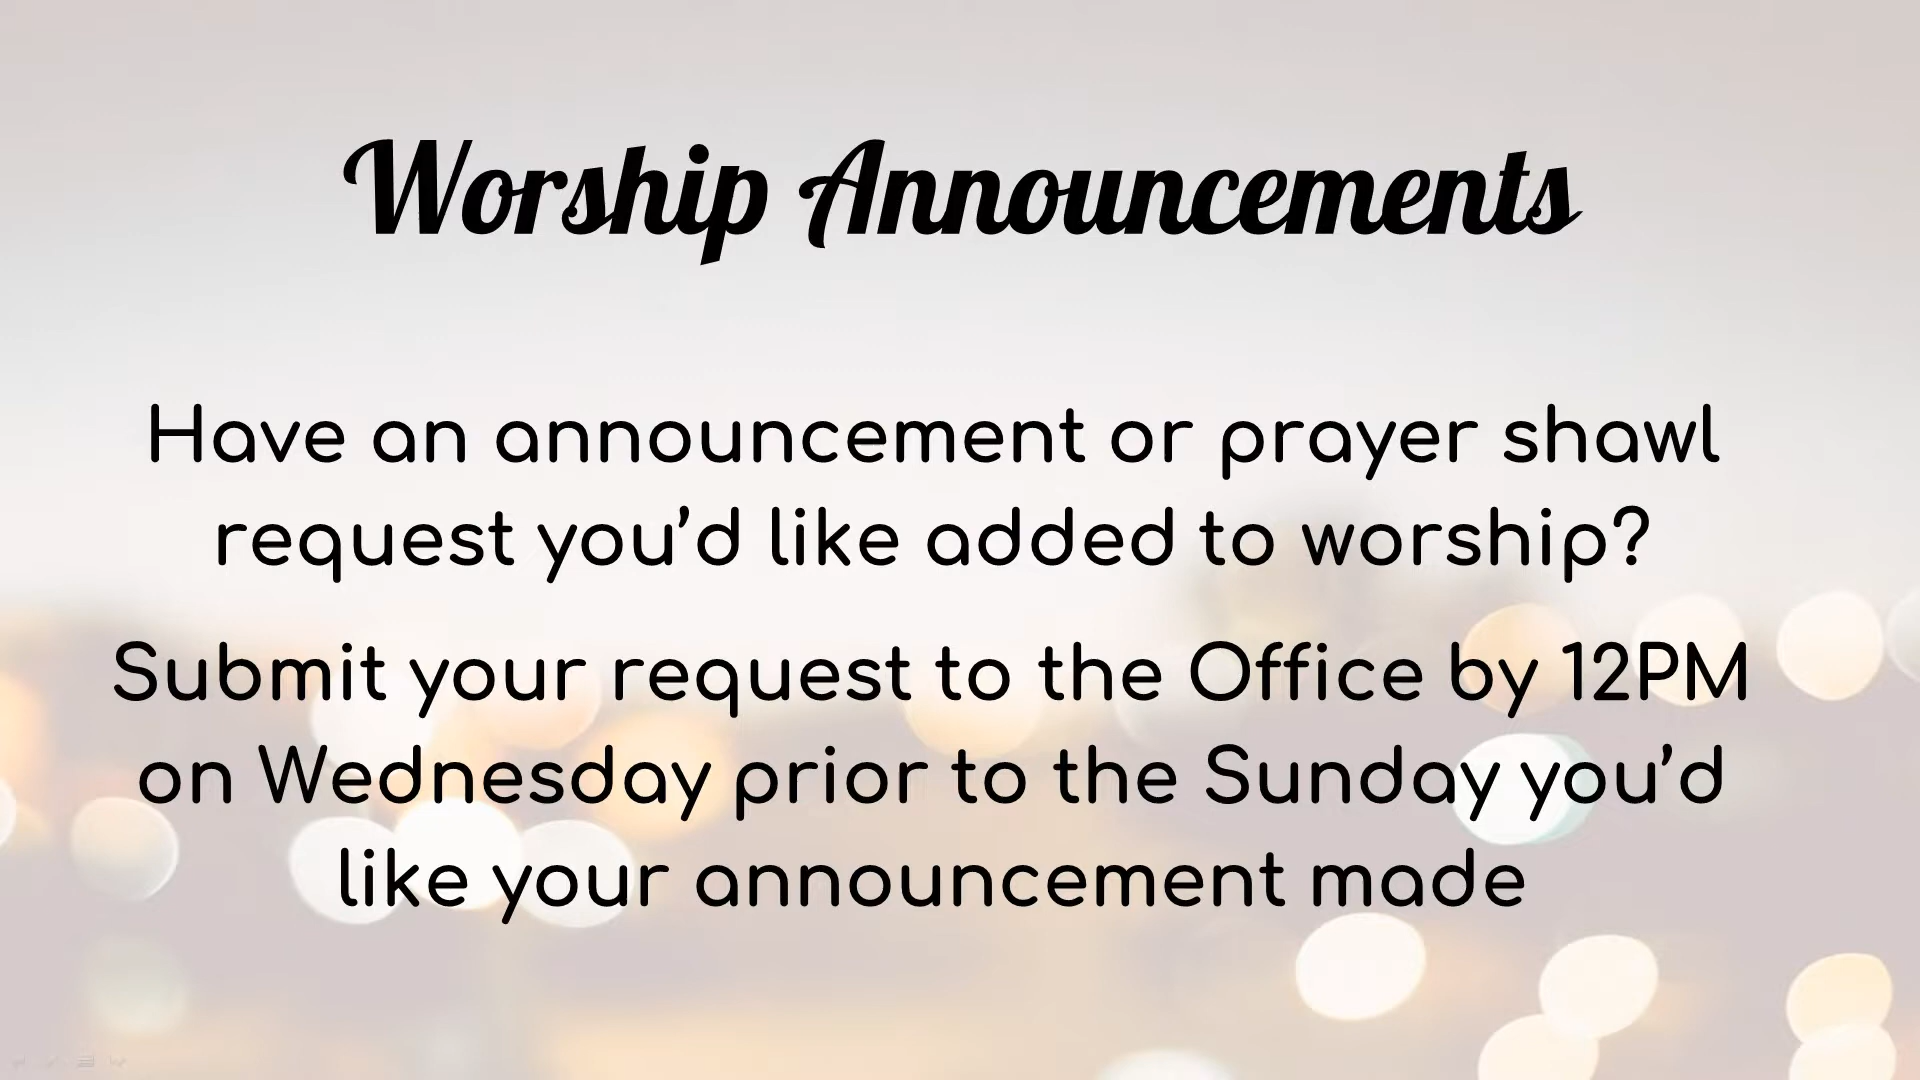 Worship Announcements
Have an announcement or prayer shawl
request you’d like added to worship?
Submit your request to the Office by 12PM
on Wednesday prior to the Sunday you’d
like your announcement made